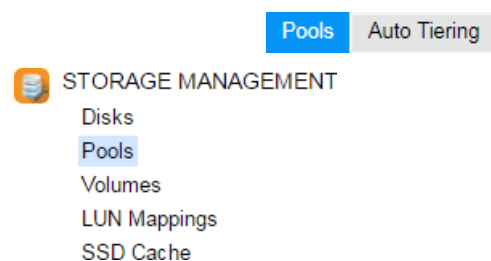 Pools Auto Tiering
STORAGE MANAGEMENT
Disks
Pools
Volumes
LUN Mappings
SSD Cache